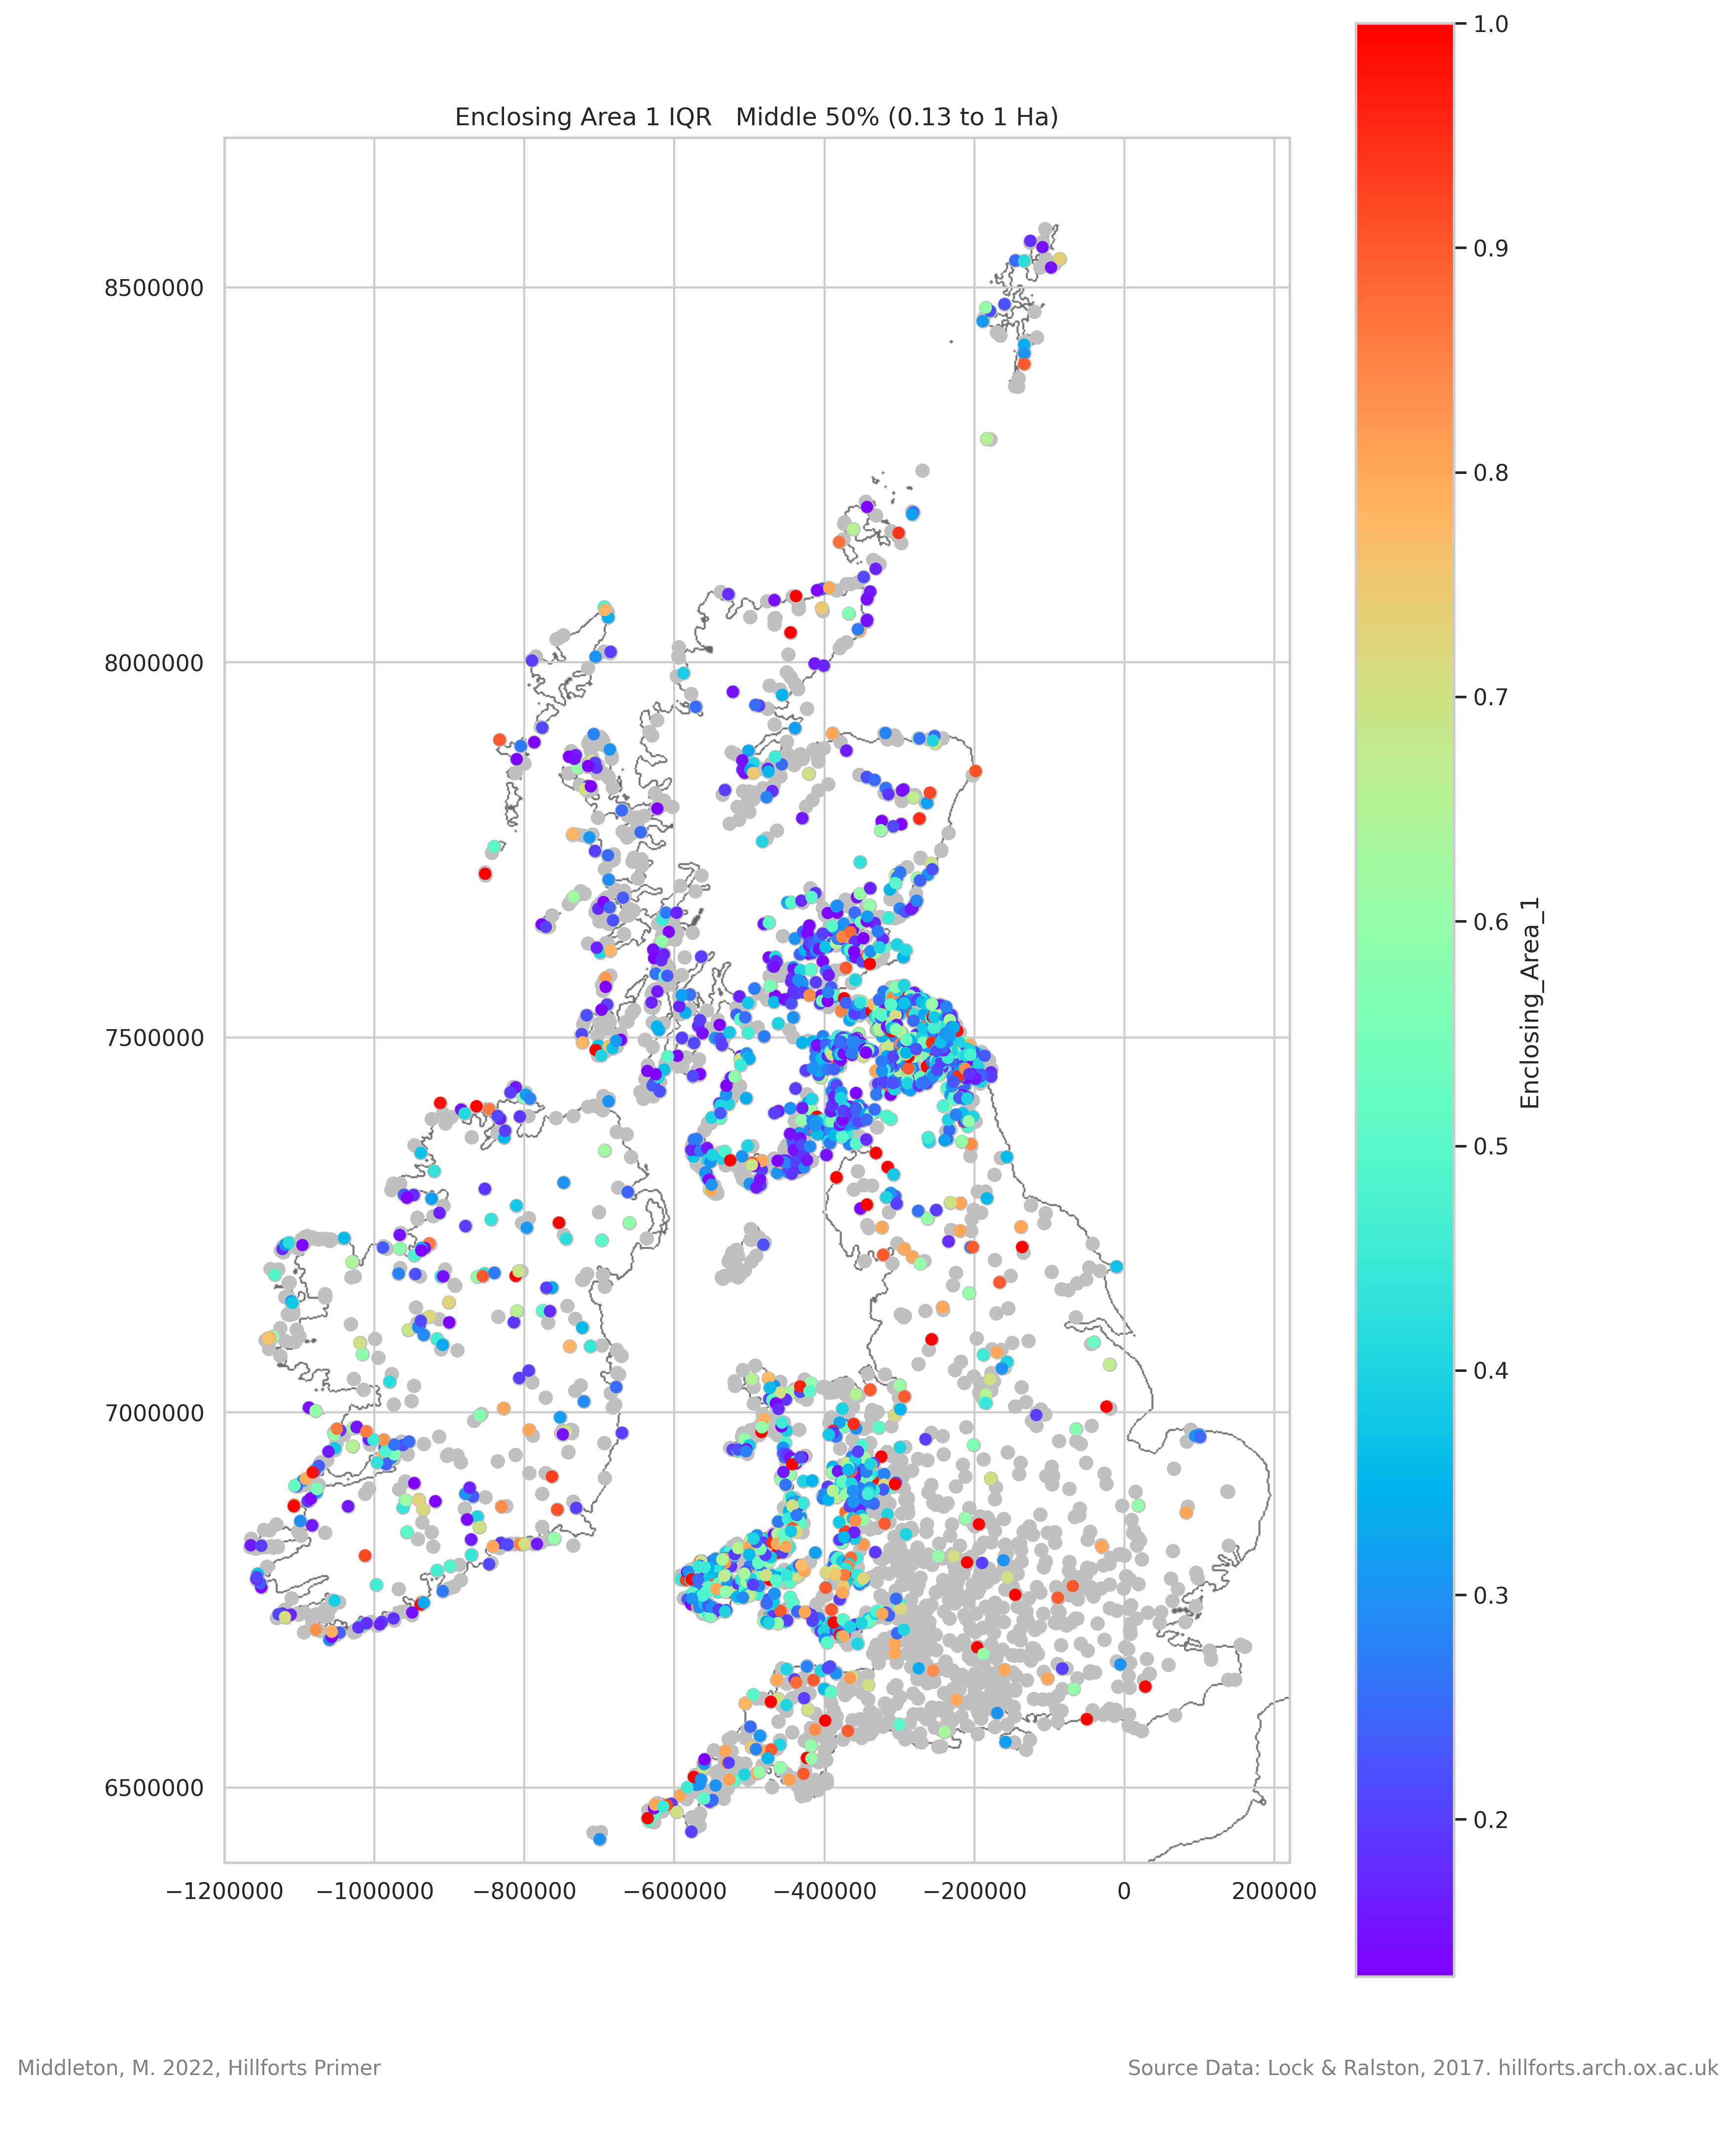 Enclosing Area 1 IQR   Middle 50% (0.13 to 1 Ha)
1.0
0.9
0.8
0.7
0.6
0.5
0.4
0.3
0.2
Enclosing_Area_1
8500000
8000000
7500000
7000000
6500000
−1200000 −1000000 −800000 −600000 −400000 −200000 0 200000
Middleton, M. 2022, Hillforts Primer
Source Data: Lock & Ralston, 2017. hillforts.arch.ox.ac.uk